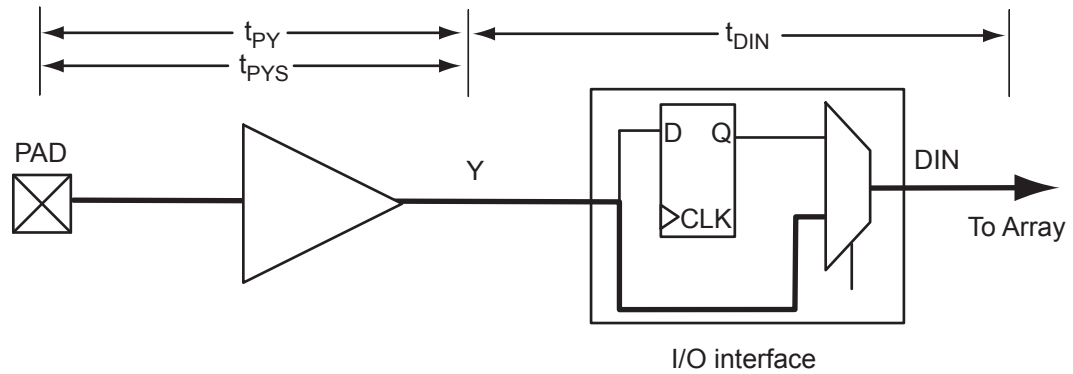 tPY
tDIN
tPYS
PAD
Y
D
Q
CLK
DIN
To Array
I/O interface